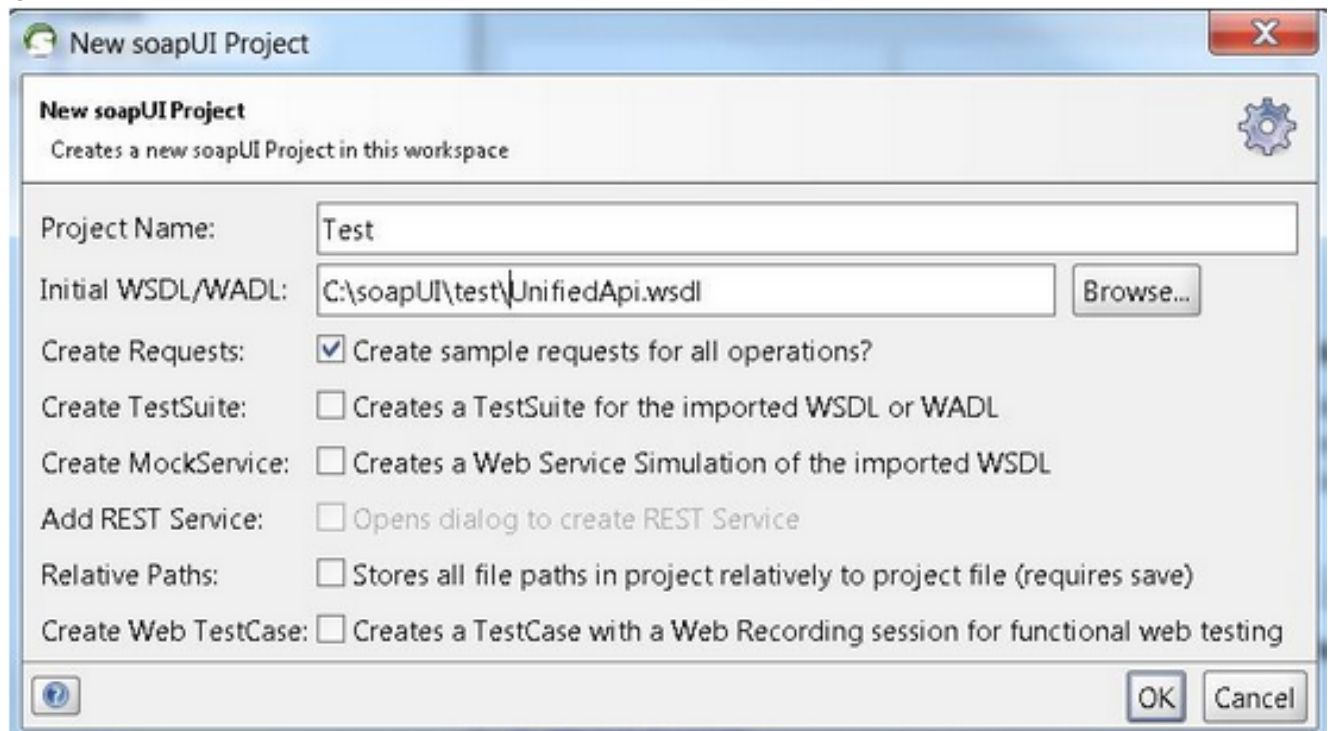 New soapUI Project
New soapUI Project
Creates a new soapUI Project in this workspace
Project Name: Test
Initial WSDL/WADL: C:\soapUI\test\UnifiedApi.wsdl Browse...
Create Requests: Create sample requests for all operations?
Create TestSuite: Creates a TestSuite for the imported WSDL or WADL
Create MockService: Creates a Web Service Simulation of the imported WSDL
Add REST Service: Opens dialog to create REST Service
Relative Paths: Stores all file paths in project relatively to project file (requires save)
Create Web TestCase: Creates a TestCase with a Web Recording session for functional web testing
OK Cancel